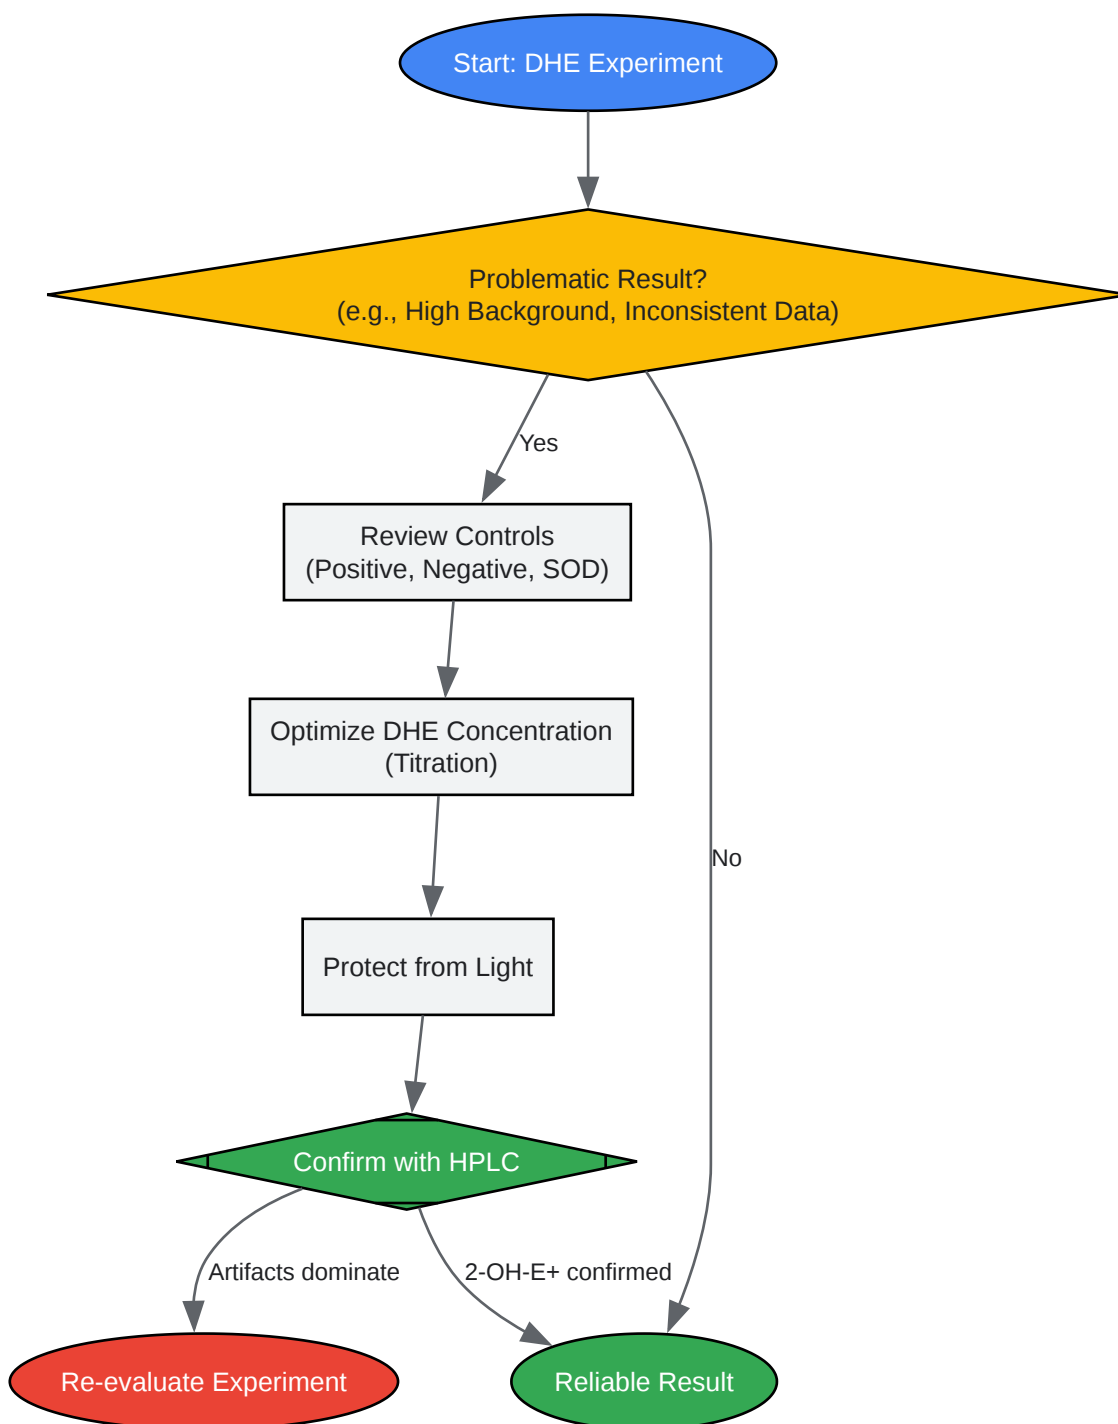 Start: DHE Experiment
Problematic Result?
(e.g., High Background, Inconsistent Data)
Yes
Review Controls
(Positive, Negative, SOD)
Optimize DHE Concentration
(Titration)
No
Protect from Light
Confirm with HPLC
Artifacts dominate
2-OH-E+ confirmed
Re-evaluate Experiment
Reliable Result